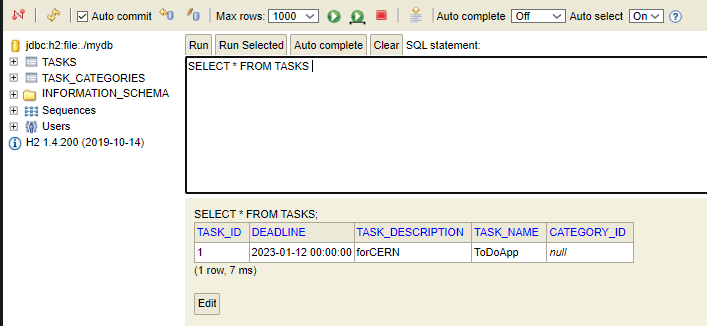 Auto commit Max rows: 1000 Auto complete Off Auto select On ?
jdbc:h2:file:./mydb
TASKS
TASK_CATEGORIES
INFORMATION_SCHEMA
Sequences
Users
H2 1.4.200 (2019-10-14)
Run Run Selected Auto complete Clear SQL statement:
SELECT * FROM TASKS
SELECT * FROM TASKS;
TASK_ID DEADLINE TASK_DESCRIPTION TASK_NAME CATEGORY_ID
1 2023-01-12 00:00:00 forCERN ToDoApp null
(1 row, 7 ms)
Edit